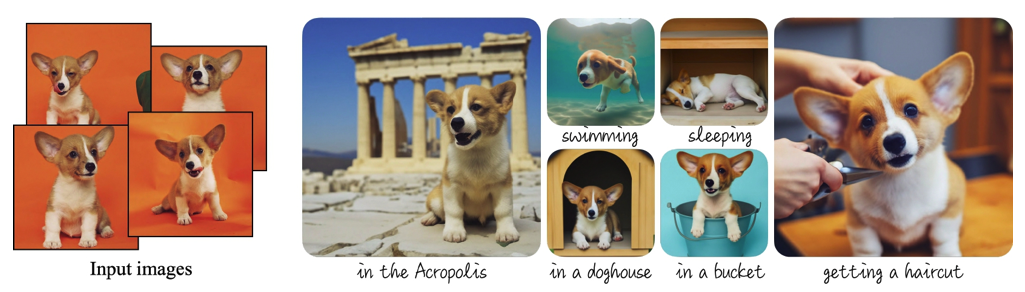 swimming
sleeping
Input images
in the Acropolis
in a doghouse
in a bucket
getting a haircut